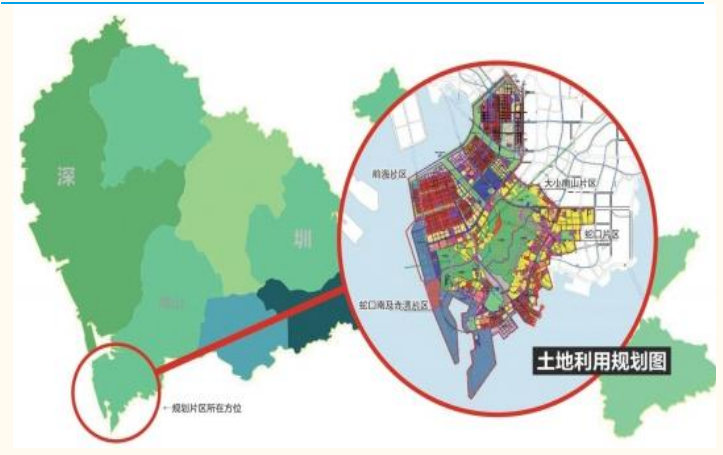 深
圳
南山
前海片区
大小南山片区
蛇口片区
蛇口南及赤湾片区
土地利用规划图
←规划片区所在方位